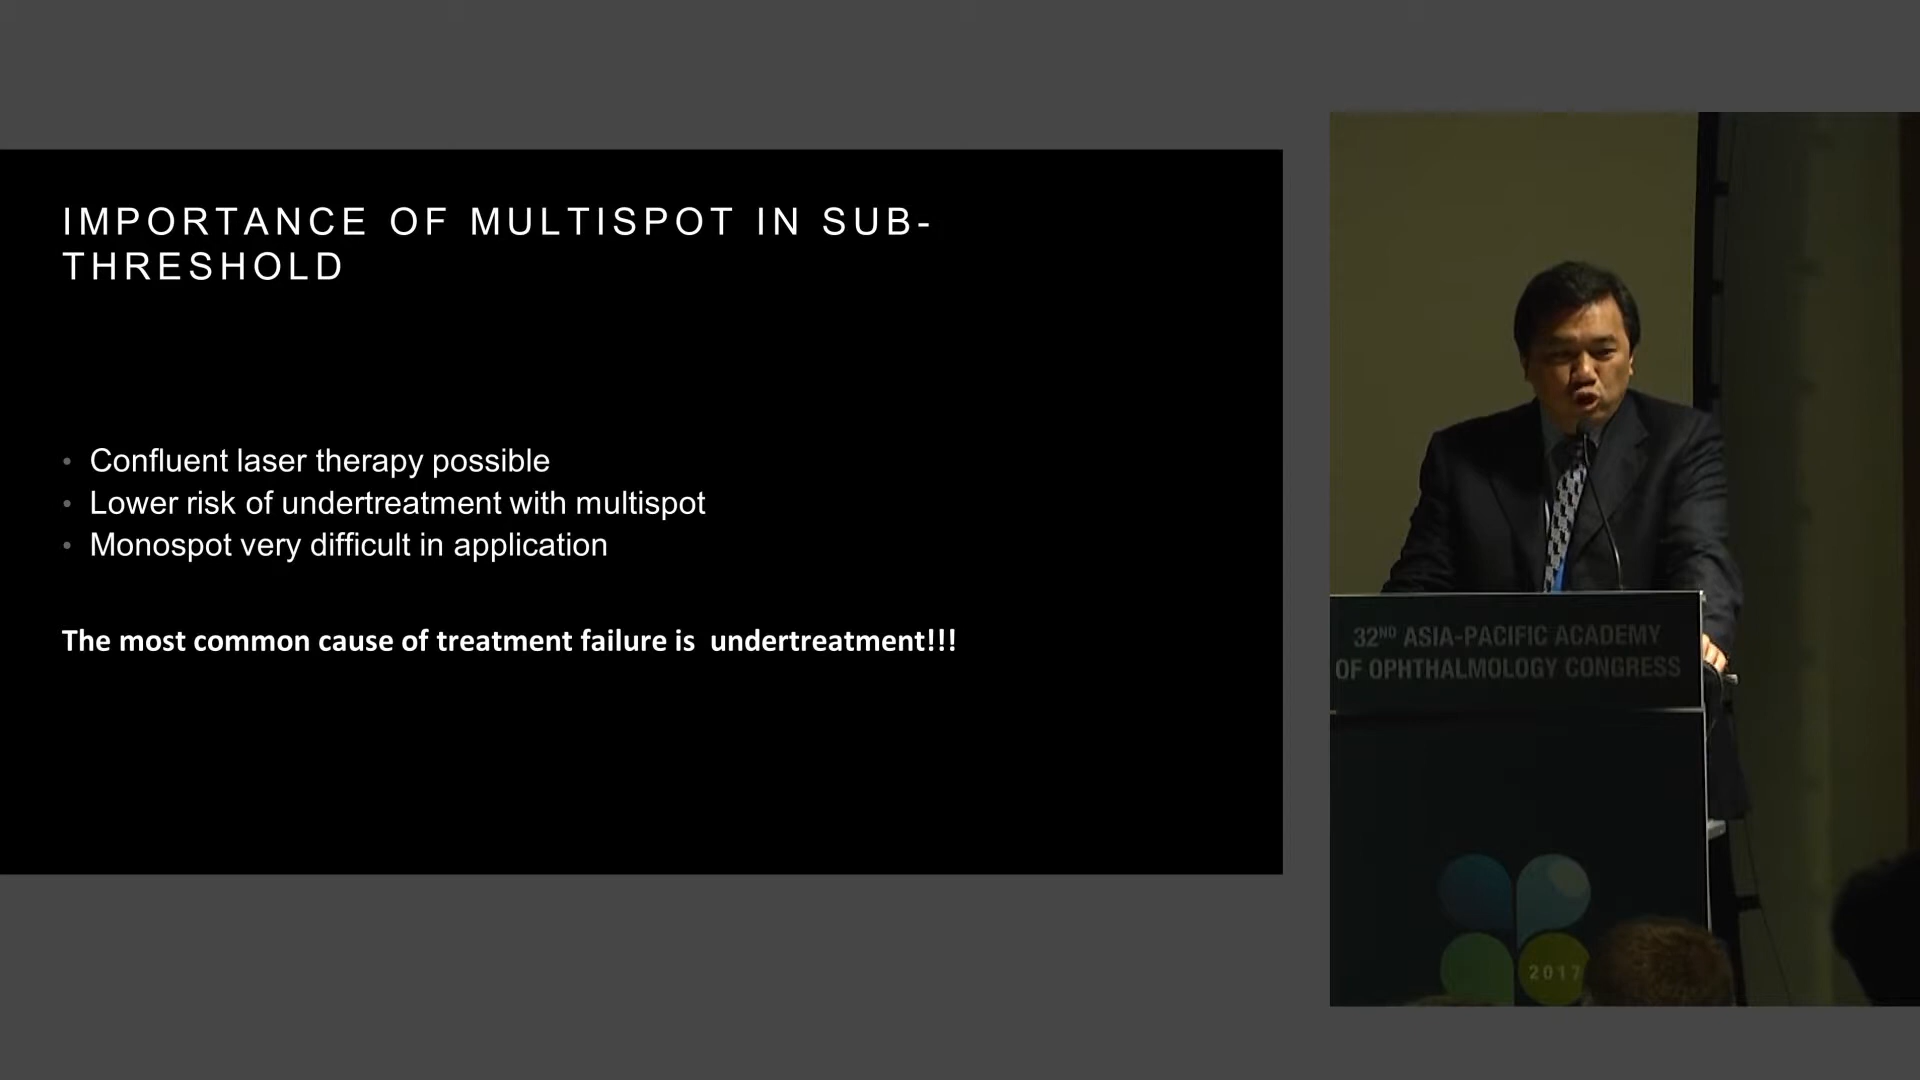 IMPORTANCE OF MULTISPOT IN SUB-
THRESHOLD
• Confluent laser therapy possible
• Lower risk of undertreatment with multispot
• Monospot very difficult in application
The most common cause of treatment failure is  undertreatment!!!
32ND ASIA-PACIFIC ACADEMY
OF OPHTHALMOLOGY CONGRESS
2017